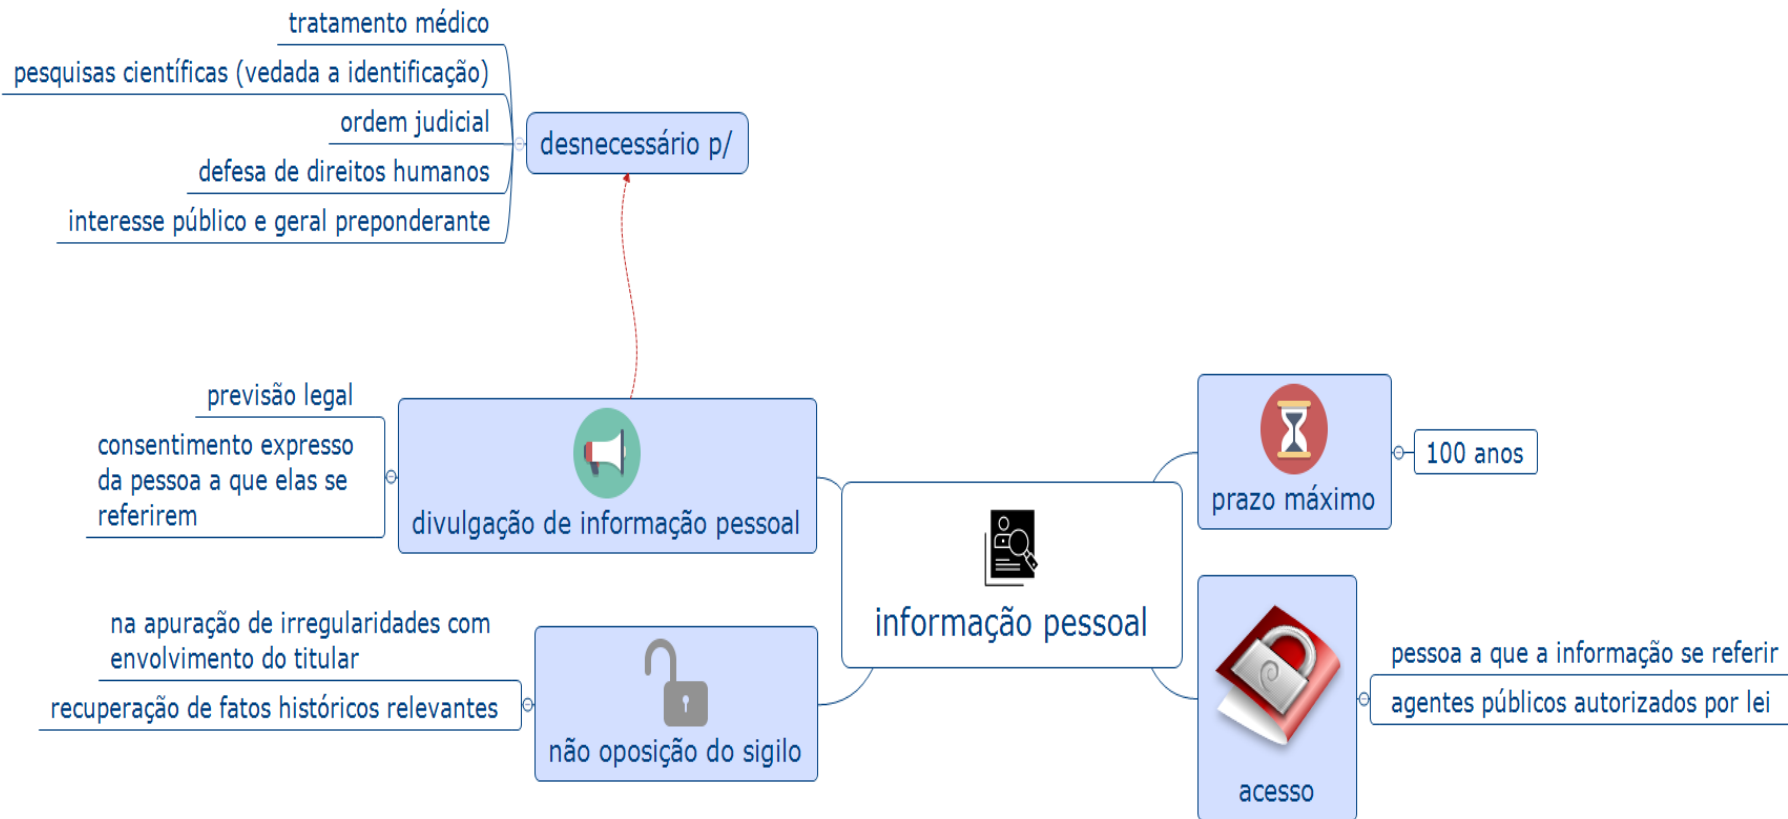 tratamento médico
pesquisas científicas (vedada a identificação)
ordem judicial
defesa de direitos humanos
interesse público e geral preponderante
desnecessário p/
previsão legal
consentimento expresso
da pessoa a que elas se
referirem
divulgação de informação pessoal
na apuração de irregularidades com
envolvimento do titular
recuperação de fatos históricos relevantes
não oposição do sigilo
informação pessoal
prazo máximo
100 anos
acesso
pessoa a que a informação se referir
agentes públicos autorizados por lei